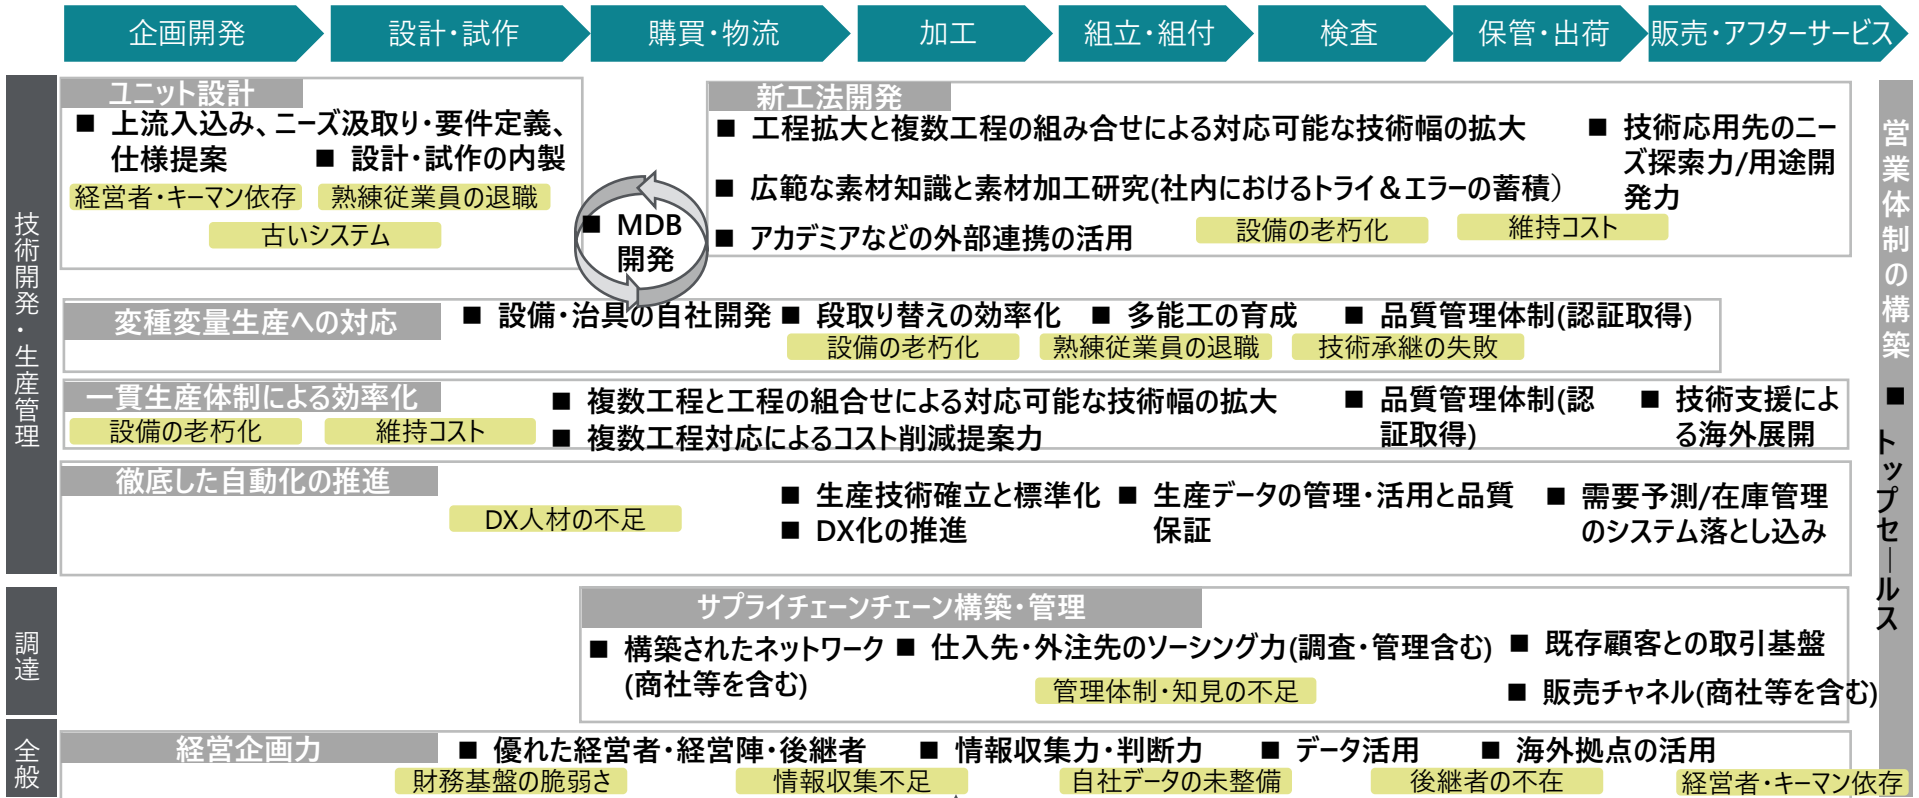 企画開発
設計・試作
購買・物流
加工
組立・組付
検査
保管・出荷
販売・アフターサービス
技術開発・生産管理
ユニット設計
■ 上流入込み、ニーズ汲取り・要件定義、
仕様提案
■ 設計・試作の内製
経営者・キーマン依存
熟練従業員の退職
古いシステム
■ MDB
開発
新工法開発
■ 工程拡大と複数工程の組み合せによる対応可能な技術幅の拡大
■ 広範な素材知識と素材加工研究(社内におけるトライ＆エラーの蓄積）
■ アカデミアなどの外部連携の活用
■ 技術応用先のニー
ズ探索力/用途開
発力
設備の老朽化
維持コスト
変種変量生産への対応
■ 設備・治具の自社開発
■ 段取り替えの効率化
■ 多能工の育成
■ 品質管理体制(認証取得)
設備の老朽化
熟練従業員の退職
技術承継の失敗
一貫生産体制による効率化
設備の老朽化
維持コスト
■ 複数工程と工程の組合せによる対応可能な技術幅の拡大
■ 複数工程対応によるコスト削減提案力
■ 品質管理体制(認
証取得)
■ 技術支援によ
る海外展開
徹底した自動化の推進
DX人材の不足
■ 生産技術確立と標準化
■ DX化の推進
■ 生産データの管理・活用と品質
保証
■ 需要予測/在庫管理
のシステム落とし込み
調達
サプライチェーンチェーン構築・管理
■ 構築されたネットワーク
(商社等を含む)
■ 仕入先・外注先のソーシング力(調査・管理含む)
管理体制・知見の不足
■ 既存顧客との取引基盤
■ 販売チャネル(商社等を含む)
全般
経営企画力
■ 優れた経営者・経営陣・後継者
■ 情報収集力・判断力
■ データ活用
■ 海外拠点の活用
財務基盤の脆弱さ
情報収集不足
自社データの未整備
後継者の不在
経営者・キーマン依存
営業体制の構築
■ トップセールス